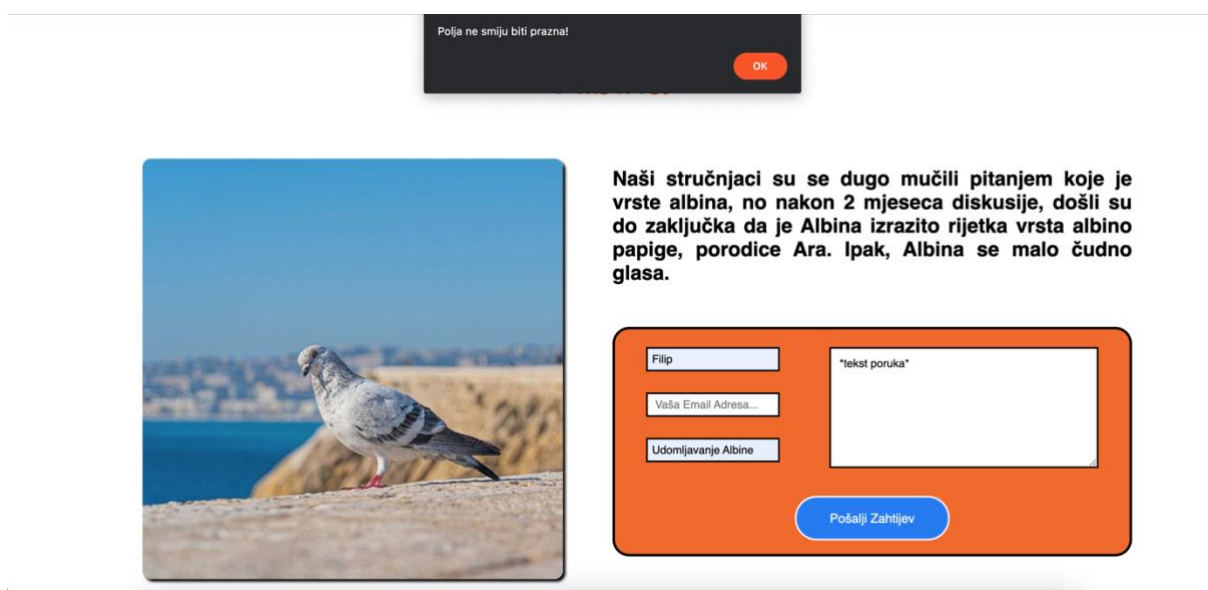 Polja ne smiju biti prazna!
OK
Naši stručnjaci su se dugo mučili pitanjem koje je
vrste albina, no nakon 2 mjeseca diskusije, došli su
do zaključka da je Albina izrazito rijetka vrsta albino
papige, porodice Ara. Ipak, Albina se malo čudno
glasa.
Filip
*tekst poruka*
Vaša Email Adresa...
Udomljavanje Albine
Pošalji Zahtijev